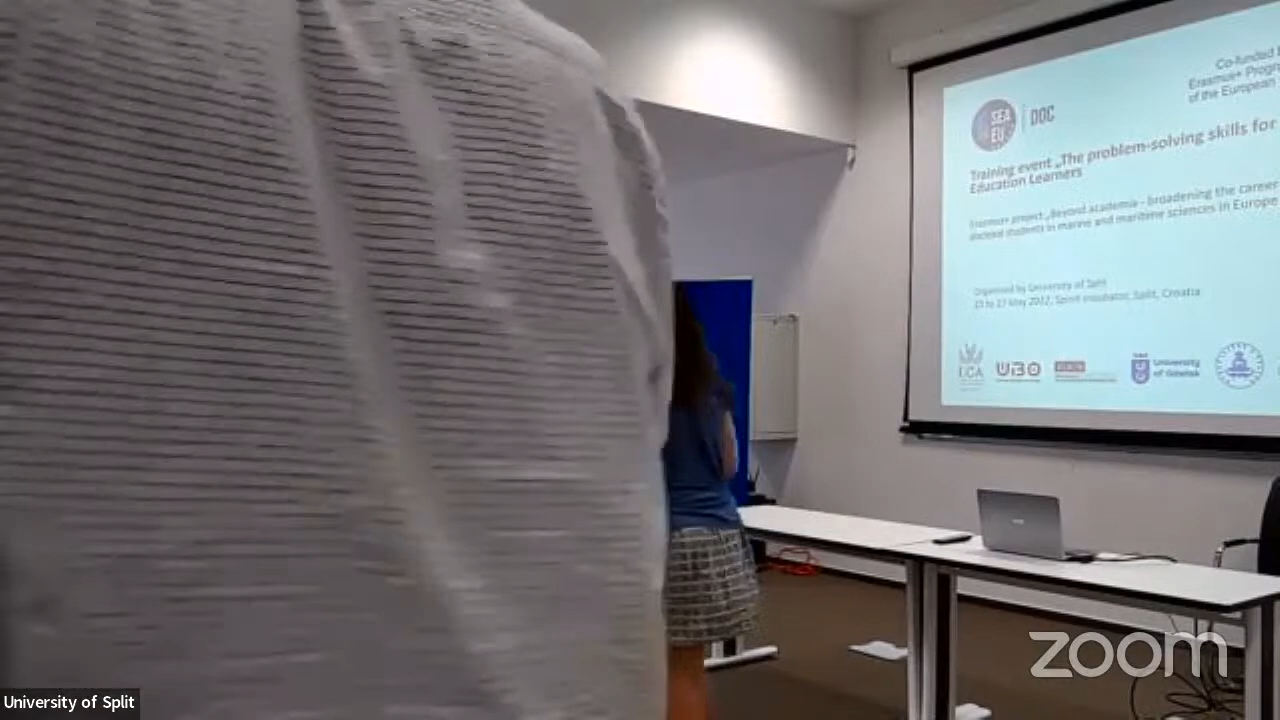 Co-funded
Erasmus+ Progr
of the European
SEA
EU
DOC
Training event „The problem-solving skills for
Education Learners
Erasmus+ project „Beyond academia - broadening the career
doctoral students in marine and maritime sciences in Europe
Organised by University of Split
to 27 May 2022, Spinit Incubator, Split, Croatia
UCA
UBO
University
of Gdańsk
zoom
University of Split